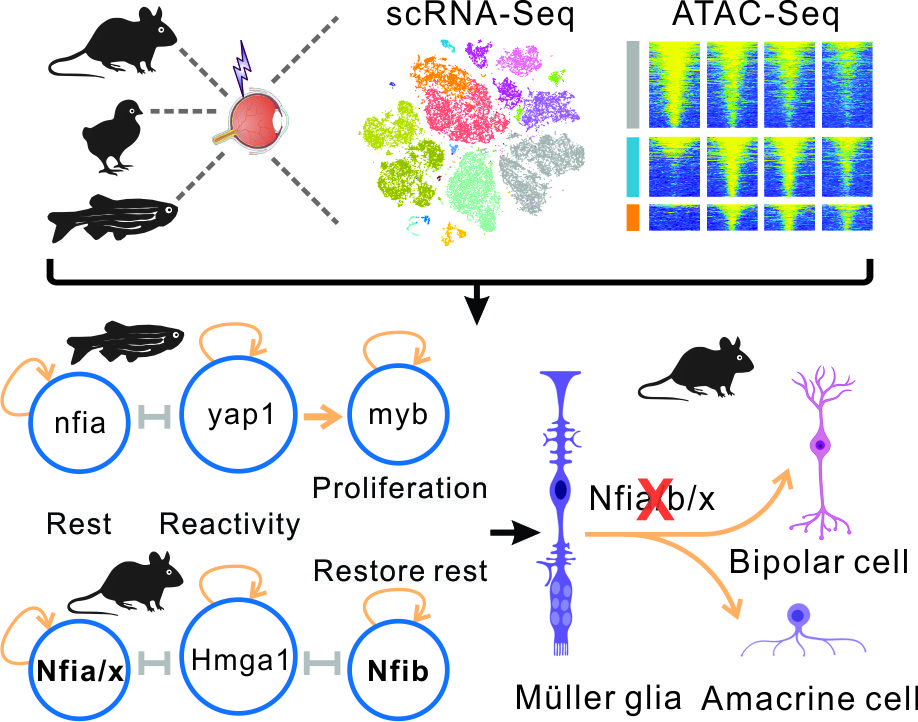 scRNA-Seq
ATAC-Seq
nfia
yap1
myb
Proliferation
Rest
Reactivity
Restore rest
Nfia/x
Hmga1
Nfib
Nfia/b/x
X
Bipolar cell
Müller glia
Amacrine cell